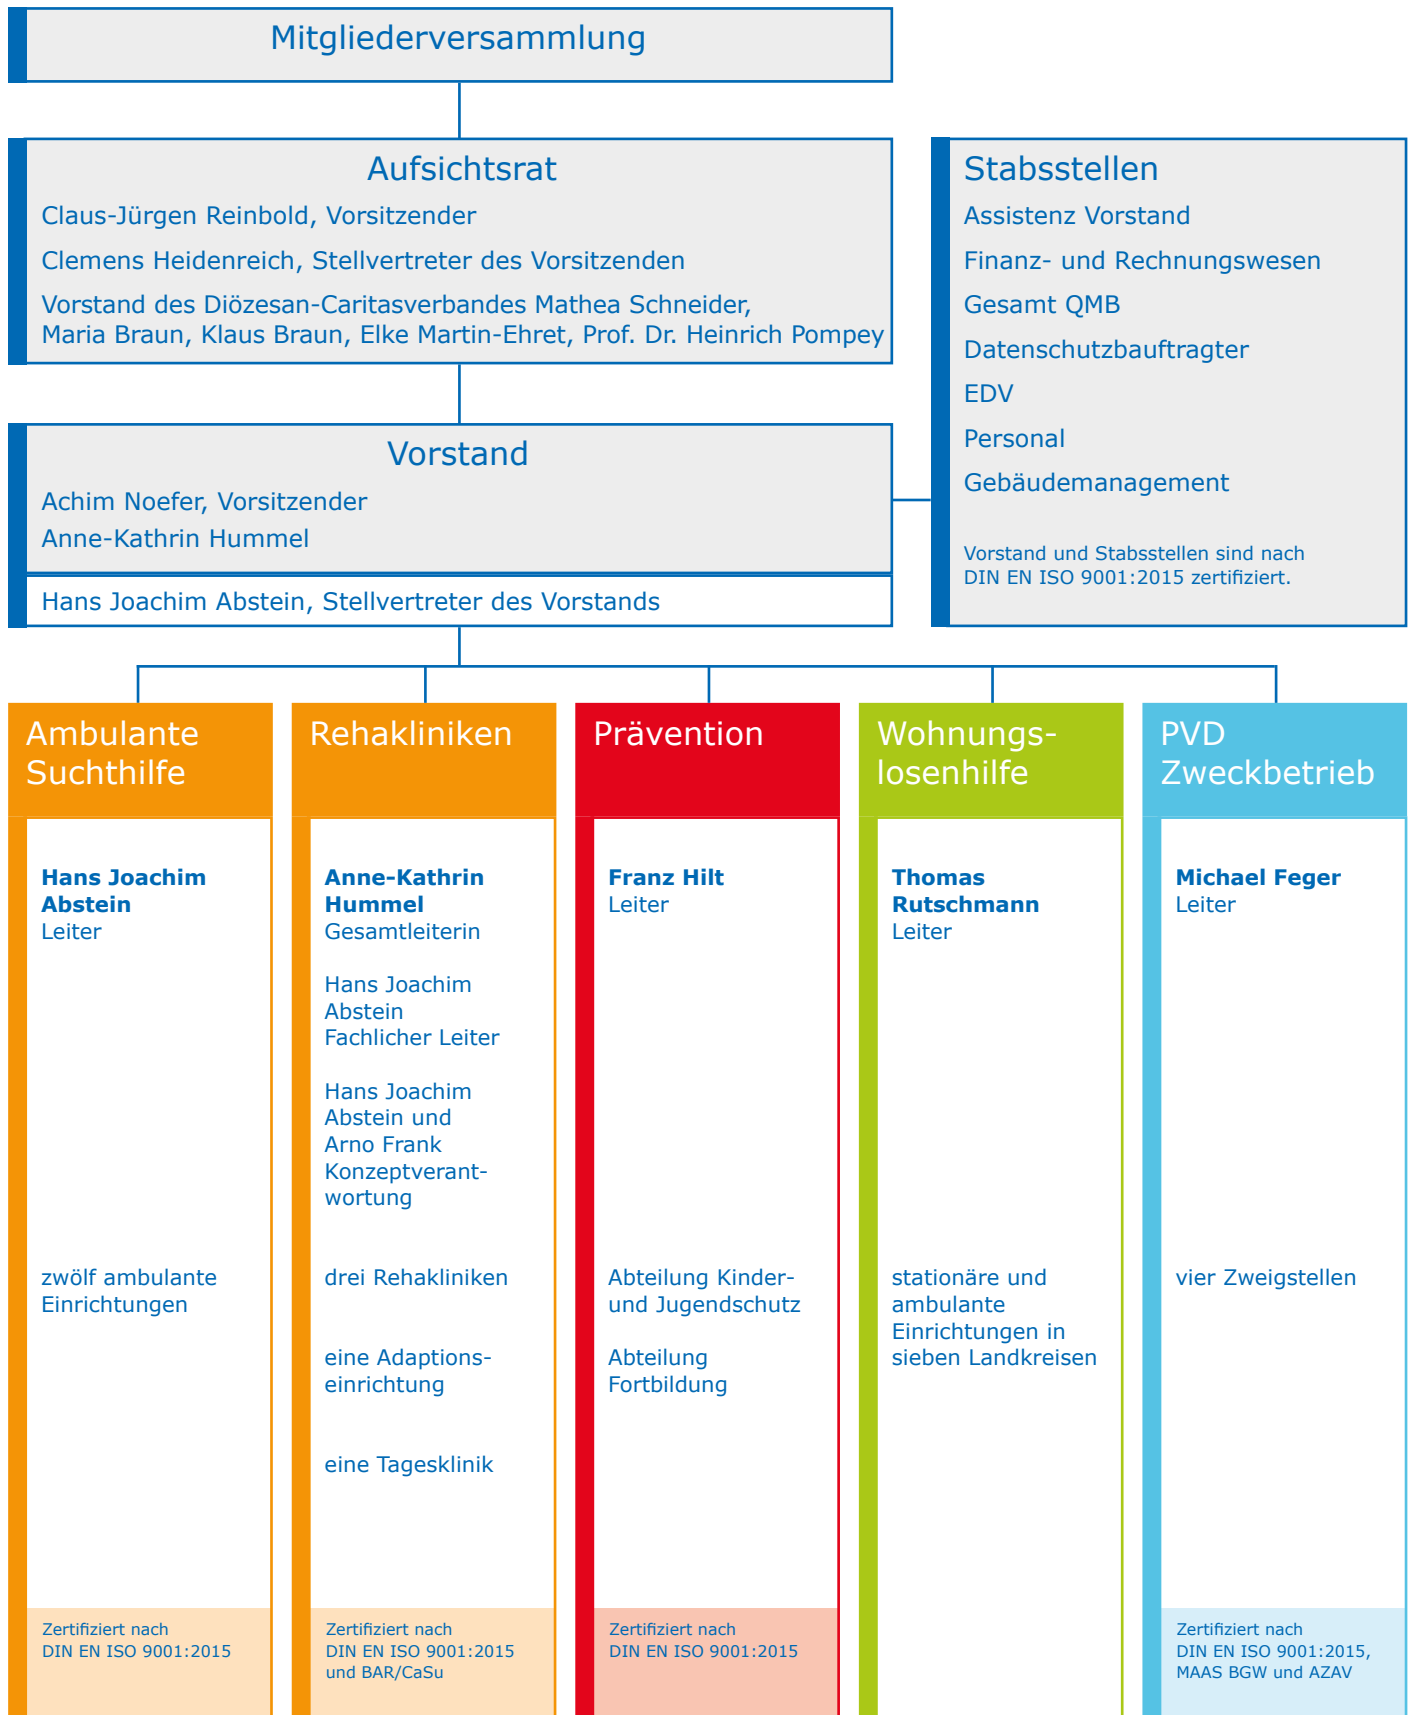 Mitgliederversammlung
Aufsichtsrat
Claus-Jürgen Reinbold, Vorsitzender
Clemens Heidenreich, Stellvertreter des Vorsitzenden
Vorstand des Diözesan-Caritasverbandes Mathea Schneider,
Maria Braun, Klaus Braun, Elke Martin-Ehret, Prof. Dr. Heinrich Pompey
Stabsstellen
Assistenz Vorstand
Finanz- und Rechnungswesen
Gesamt QMB
Datenschutzbauftragter
EDV
Personal
Gebäudemanagement
Vorstand und Stabsstellen sind nach
DIN EN ISO 9001:2015 zertifiziert.
Vorstand
Achim Noefer, Vorsitzender
Anne-Kathrin Hummel
Hans Joachim Abstein, Stellvertreter des Vorstands
Ambulante
Suchthilfe
Hans Joachim
Abstein
Leiter
zwölf ambulante
Einrichtungen
Zertifiziert nach
DIN EN ISO 9001:2015
Rehakliniken
Anne-Kathrin
Hummel
Gesamtleiterin
Hans Joachim
Abstein
Fachlicher Leiter
Hans Joachim
Abstein und
Arno Frank
Konzeptverant-
wortung
drei Rehakliniken
eine Adaptions-
einrichtung
eine Tagesklinik
Zertifiziert nach
DIN EN ISO 9001:2015
und BAR/CaSu
Prävention
Franz Hilt
Leiter
Abteilung Kinder-
und Jugendschutz
Abteilung
Fortbildung
Zertifiziert nach
DIN EN ISO 9001:2015
Wohnungs-
losenhilfe
Thomas
Rutschmann
Leiter
stationäre und
ambulante
Einrichtungen in
sieben Landkreisen
PVD
Zweckbetrieb
Michael Feger
Leiter
vier Zweigstellen
Zertifiziert nach
DIN EN ISO 9001:2015,
MAAS BGW und AZAV